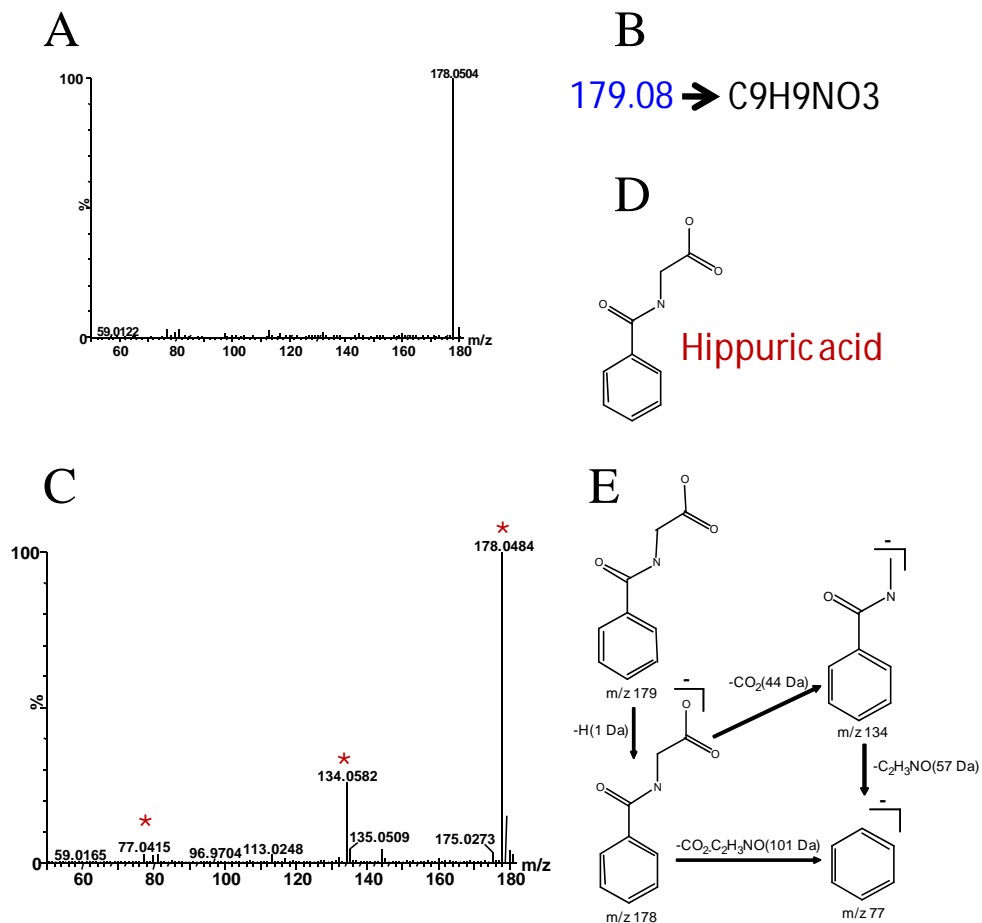 A
100
178.0504
%
59.0122
0
60
80
100
120
140
160
180
m/z
B
179.08 → C9H9NO3
D
O
O
O
N
Hippuric acid
C
100
*
178.0484
%
*
134.0582
*
77.0415
59.0165
96.9704
113.0248
135.0509
175.0273
0
60
80
100
120
140
160
180
m/z
E
O
O
O
N
m/z 179
-H(1 Da)
-
O
O
O
N
m/z 178
-CO₂(44 Da)
-
O
N
m/z 134
-C₂H₃NO(57 Da)
-CO₂C₂H₃NO(101 Da)
-
m/z 77